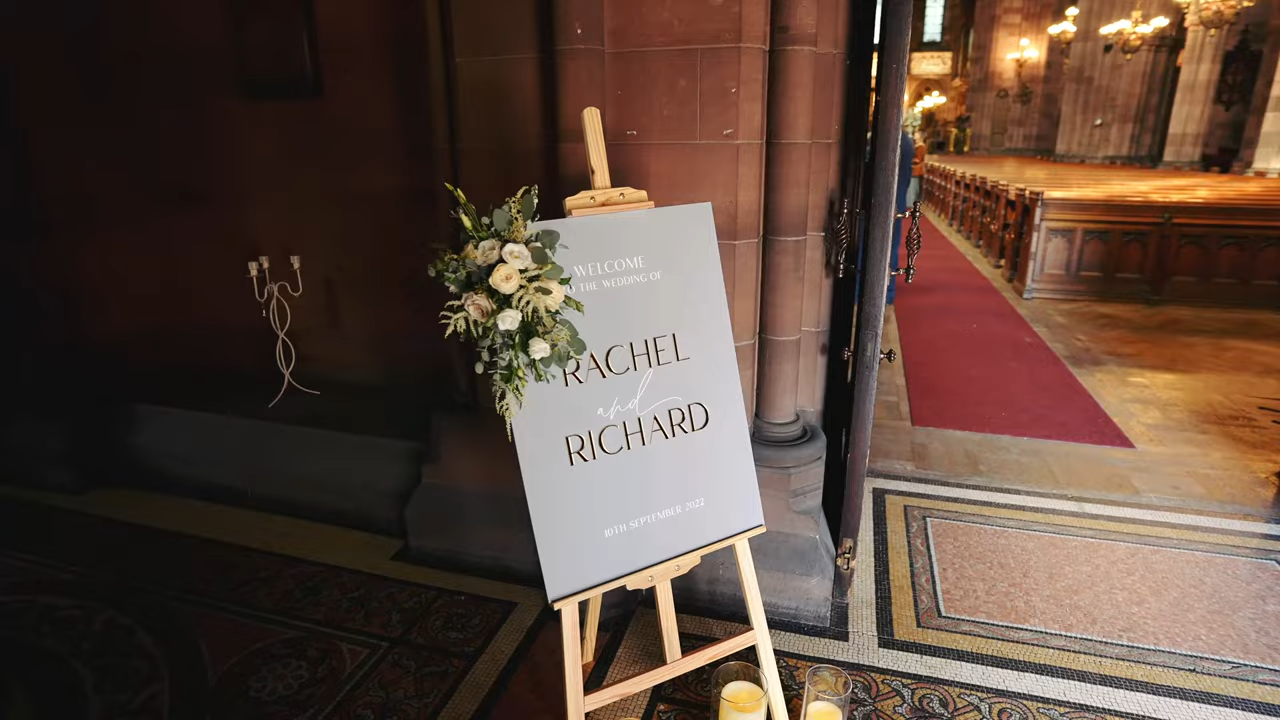 WELCOME
TO THE WEDDING OF
RACHEL
and
RICHARD
10TH SEPTEMBER 2022